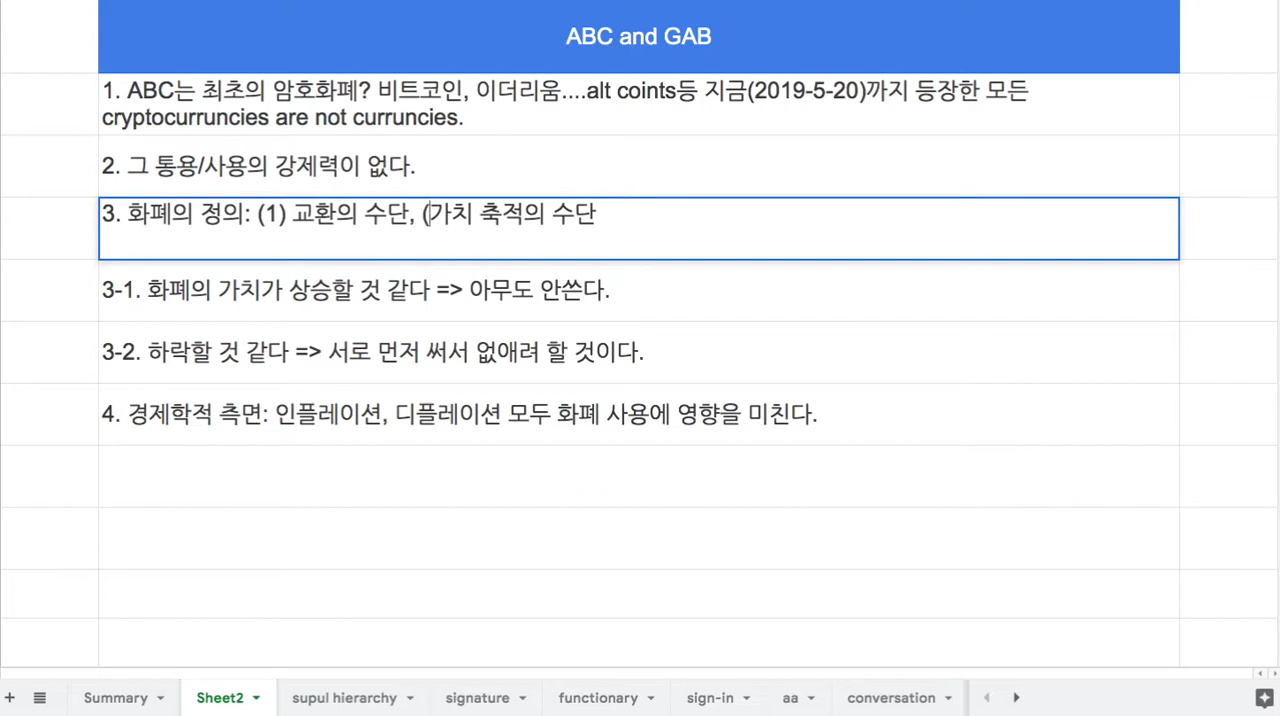 ABC and GAB
1. ABC는 최초의 암호화폐? 비트코인, 이더리움....alt coints등 지금(2019-5-20)까지 등장한 모든
cryptocurruncies are not curruncies.
2. 그 통용/사용의 강제력이 없다.
3. 화폐의 정의: (1) 교환의 수단, (가치 축적의 수단
3-1. 화폐의 가치가 상승할 것 같다 => 아무도 안쓴다.
3-2. 하락할 것 같다 => 서로 먼저 써서 없애려 할 것이다.
4. 경제학적 측면: 인플레이션, 디플레이션 모두 화폐 사용에 영향을 미친다.
Summary Sheet2 supul hierarchy signature functionary sign-in aa conversation